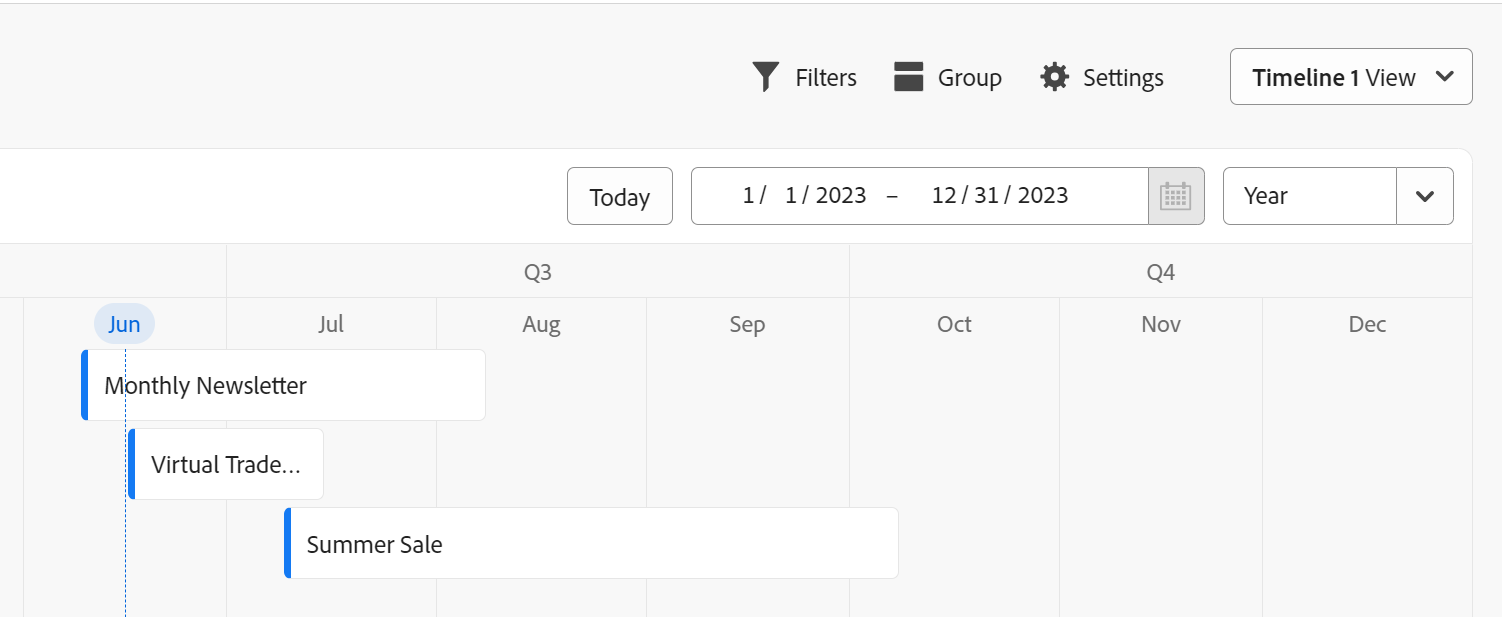 Filters Group Settings Timeline 1 View
Today 1 / 1 / 2023 – 12 / 31 / 2023 Year
Q3 Q4
Jun Jul Aug Sep Oct Nov Dec
Monthly Newsletter
Virtual Trade...
Summer Sale